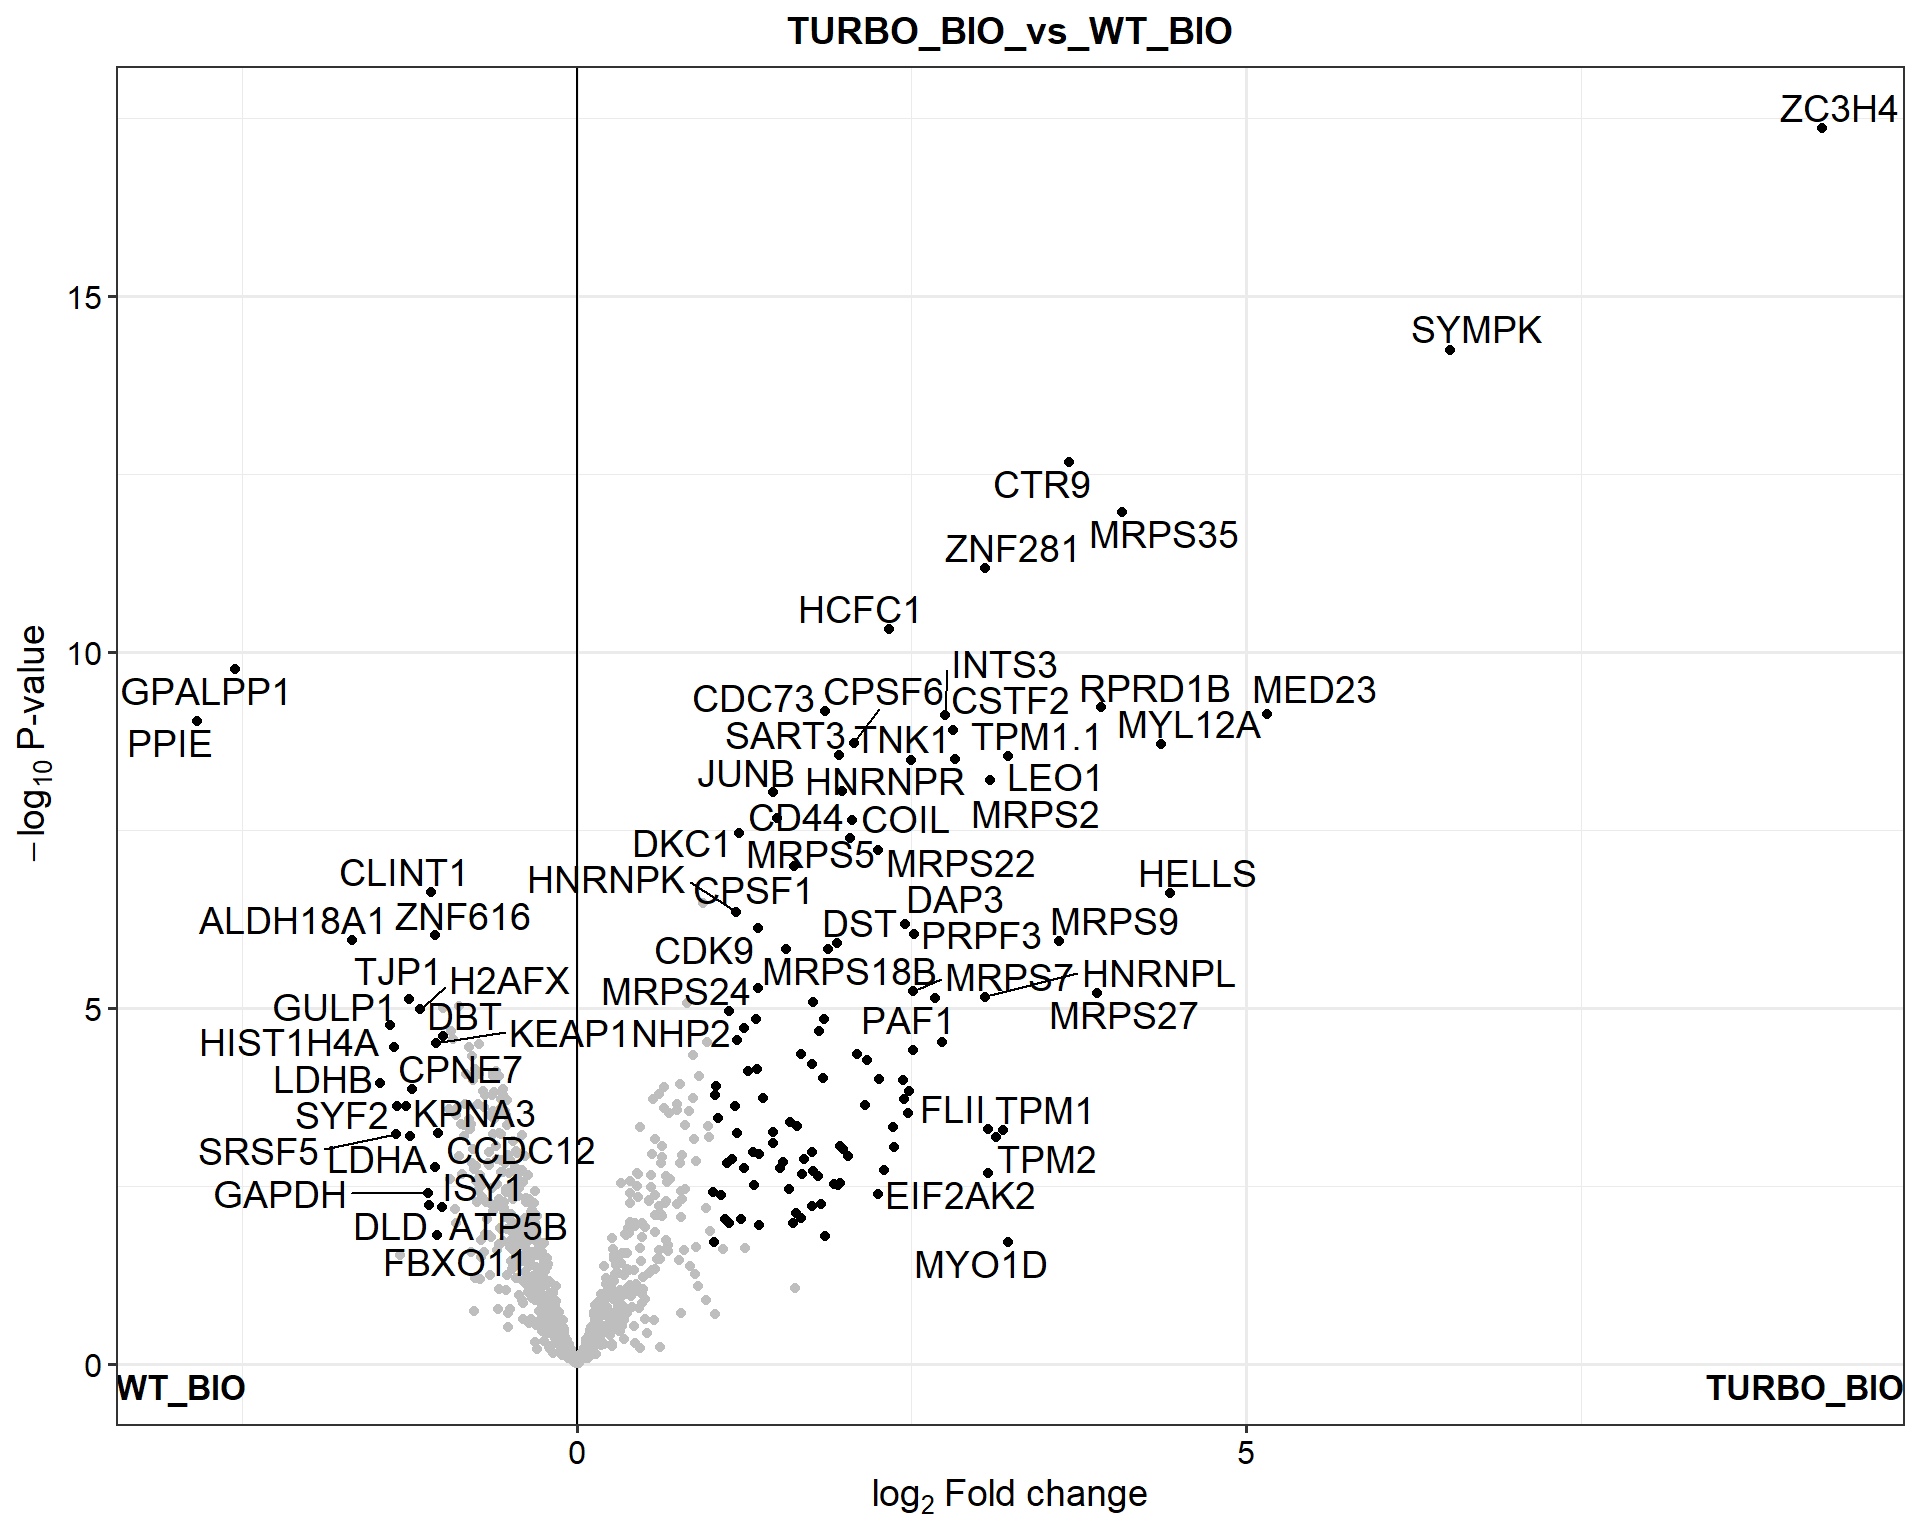 TURBO_BIO_vs_WT_BIO
ZC3H4
SYMPK
15
CTR9
MRPS35
ZNF281
HCFC1
10
INTS3
GPALPP1
CDC73
CPSF6
CSTF2
RPRD1B
MED23
PPIE
SART3
TNK1
TPM1.1
MYL12A
JUNB
HNRNPR
LEO1
CD44
COIL
MRPS2
DKC1
MRPS5
MRPS22
CLINT1
HNRNPK
CPSF1
HELLS
DAP3
ALDH18A1
ZNF616
DST
PRPF3
MRPS9
CDK9
TJP1
H2AFX
MRPS18B
MRPS7
HNRNPL
MRPS24
5
GULP1
DBT
PAF1
MRPS27
HIST1H4A
KEAP1
NHP2
LDHB
CPNE7
SYF2
KPNA3
FLII
TPM1
SRSF5
LDHA
CCDC12
TPM2
GAPDH
ISY1
EIF2AK2
DLD
ATP5B
FBXO11
MYO1D
0
WT_BIO
TURBO_BIO
0
5
log2 Fold change
−log10 P-value